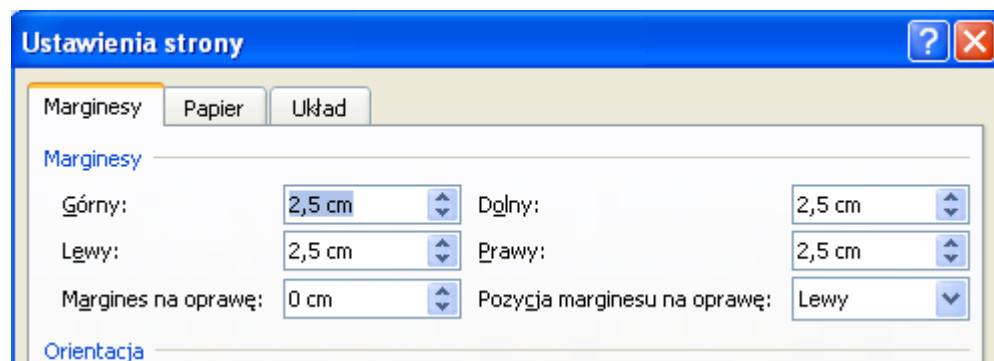 Ustawienia strony
Marginesy Papier Układ
Marginesy
Górny: 2,5 cm Dolny: 2,5 cm
Lewy: 2,5 cm Prawy: 2,5 cm
Margines na oprawę: 0 cm Pozycja marginesu na oprawę: Lewy
Orientacja